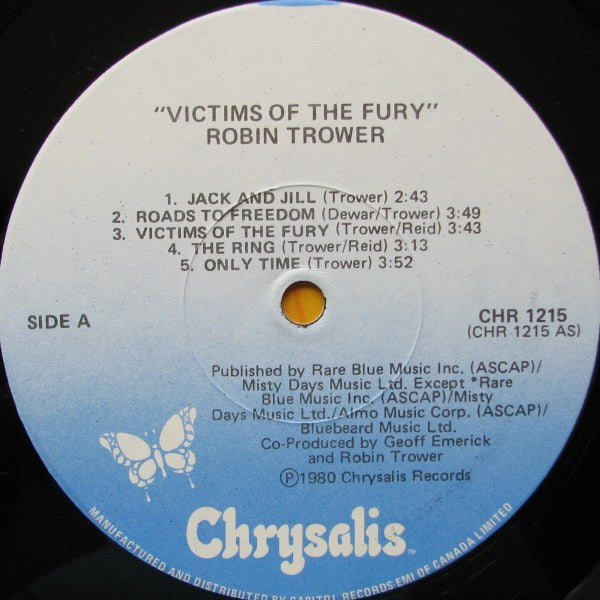 "VICTIMS OF THE FURY"
ROBIN TROWER
1. JACK AND JILL (Trower) 2:43
2. ROADS TO FREEDOM (Dewar/Trower) 3:49
3. VICTIMS OF THE FURY (Trower/Reid) 3:43
4. THE RING (Trower/Reid) 3:13
5. ONLY TIME (Trower) 3:52
SIDE A
CHR 1215
(CHR 1215 AS)
Published by Rare Blue Music Inc. (ASCAP)/
Misty Days Music Ltd. Except *Rare
Blue Music Inc. (ASCAP)/Misty
Days Music Ltd./Almo Music Corp. (ASCAP)/
Bluebeard Music Ltd.
Co-Produced by Geoff Emerick
and Robin Trower
Ⓟ1980 Chrysalis Records
Chrysalis™
MANUFACTURED AND DISTRIBUTED BY CAPITOL RECORDS EMI OF CANADA LIMITED